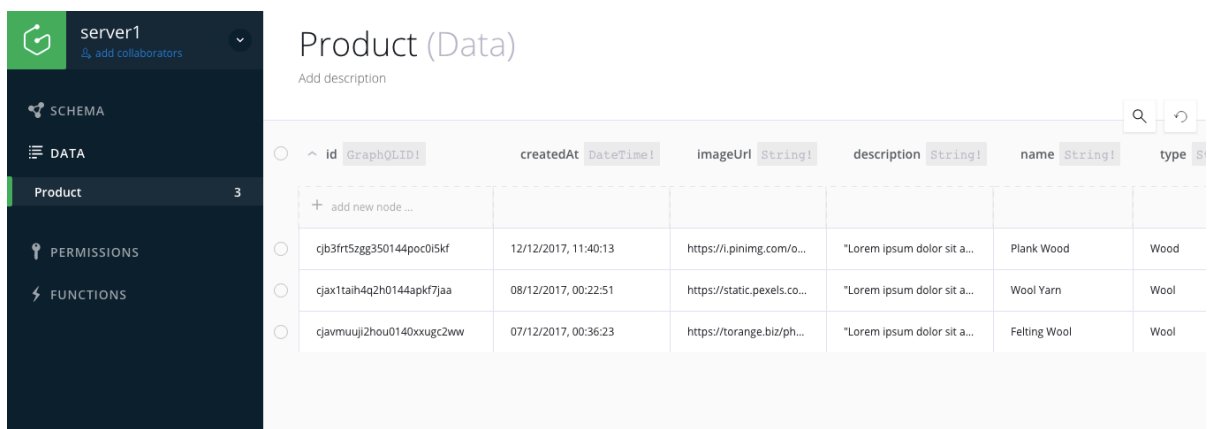 server1
add collaborators
SCHEMA
DATA
Product 3
PERMISSIONS
FUNCTIONS
Product (Data)
Add description
id GraphQLID! createdAt DateTime! imageUrl String! description String! name String! type
+ add new node ...
cjb3frt5zgg350144poc0i5kf 12/12/2017, 11:40:13 https://i.pinimg.com/o... "Lorem ipsum dolor sit a... Plank Wood Wood
cjax1taih4q2h0144apkf7jaa 08/12/2017, 00:22:51 https://static.pexels.co... "Lorem ipsum dolor sit a... Wool Yarn Wool
cjavmuuji2hou0140xxugc2ww 07/12/2017, 00:36:23 https://torange.biz/ph... "Lorem ipsum dolor sit a... Felting Wool Wool